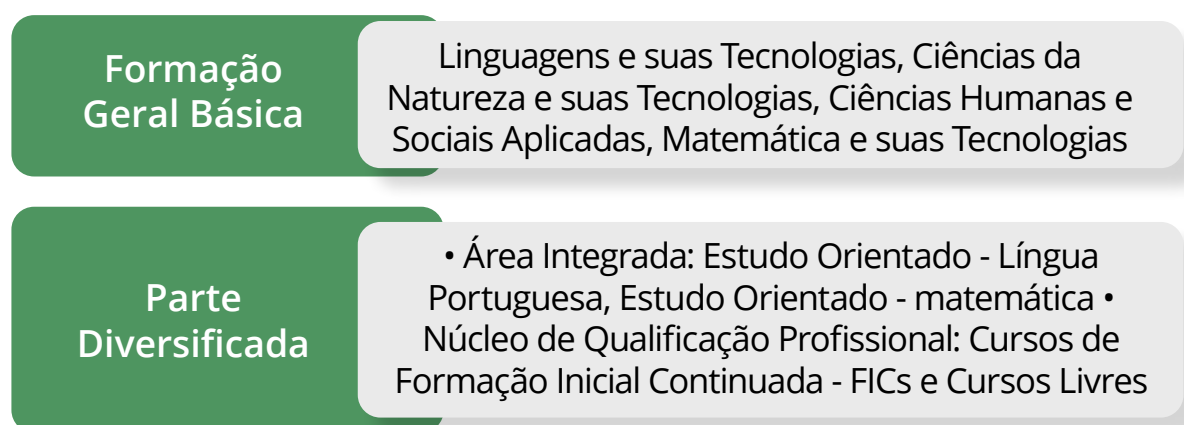 Formação
Geral Básica
Linguagens e suas Tecnologias, Ciências da
Natureza e suas Tecnologias, Ciências Humanas e
Sociais Aplicadas, Matemática e suas Tecnologias
Parte
Diversificada
• Área Integrada: Estudo Orientado - Língua
Portuguesa, Estudo Orientado - matemática •
Núcleo de Qualificação Profissional: Cursos de
Formação Inicial Continuada - FICs e Cursos Livres